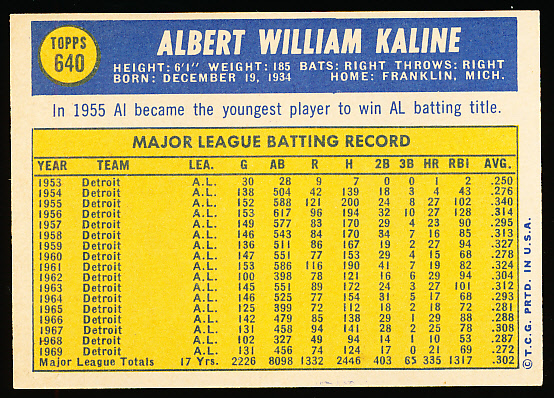 TOPPS
640
ALBERT WILLIAM KALINE
HEIGHT: 6'1" WEIGHT: 185 BATS: RIGHT THROWS: RIGHT
BORN: DECEMBER 19, 1934 HOME: FRANKLIN, MICH.
In 1955 Al became the youngest player to win AL batting title.
MAJOR LEAGUE BATTING RECORD
YEAR TEAM LEA. G AB R H 2B 3B HR RBI AVG.
1953 Detroit A.L. 30 28 9 7 0 0 1 2 .250
1954 Detroit A.L. 138 504 42 139 18 3 4 43 .276
1955 Detroit A.L. 152 588 121 200 24 8 27 102 .340
1956 Detroit A.L. 153 617 96 194 32 10 27 128 .314
1957 Detroit A.L. 149 577 83 170 29 4 23 90 .295
1958 Detroit A.L. 146 543 84 170 34 7 16 85 .313
1959 Detroit A.L. 136 511 86 167 19 2 27 94 .327
1960 Detroit A.L. 147 551 77 153 29 4 15 68 .278
1961 Detroit A.L. 153 586 116 190 41 7 19 82 .324
1962 Detroit A.L. 100 398 78 121 16 6 29 94 .304
1963 Detroit A.L. 145 551 89 172 24 3 27 101 .312
1964 Detroit A.L. 146 525 77 154 31 5 17 68 .293
1965 Detroit A.L. 125 399 72 112 18 2 18 72 .281
1966 Detroit A.L. 142 479 85 138 29 1 29 88 .288
1967 Detroit A.L. 131 458 94 141 28 2 25 78 .308
1968 Detroit A.L. 102 327 49 94 14 1 10 53 .287
1969 Detroit A.L. 131 456 74 124 17 0 21 69 .272
Major League Totals 17 Yrs. 2226 8098 1332 2446 403 65 335 1317 .302
© T.C.G. PRTD. IN U.S.A.